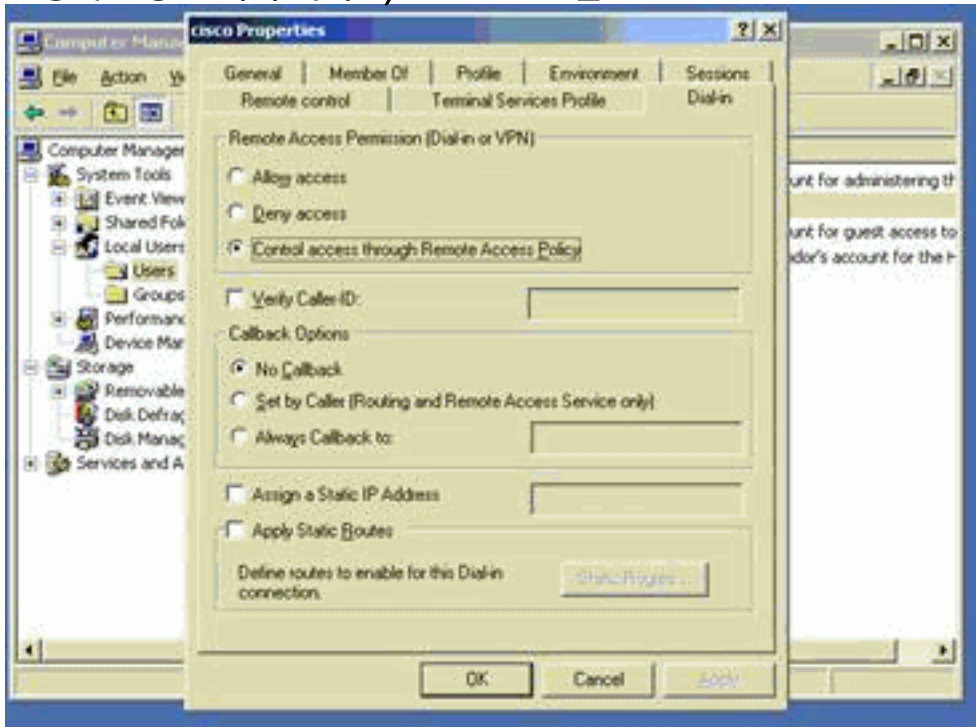 cisco Properties
Computer Mana
File Action
General Member Of Profile Environment Sessions
Remote control Terminal Services Profile Dial-in
Remote Access Permission (Dial-in or VPN)
Allow access
Deny access
Control access through Remote Access Policy
Verify Caller-ID:
Callback Options
No Callback
Set by Caller (Routing and Remote Access Service only)
Always Callback to:
Assign a Static IP Address
Apply Static Routes
Define routes to enable for this Dial-in
connection.
Static Routes ...
OK Cancel Apply
Computer Manager
System Tools
Event View
Shared Fol
Local Users
Users
Groups
Performanc
Device Mar
Storage
Removable
Disk Defrag
Disk Manag
Services and A
unt for administering th
unt for guest access to
dor's account for the H